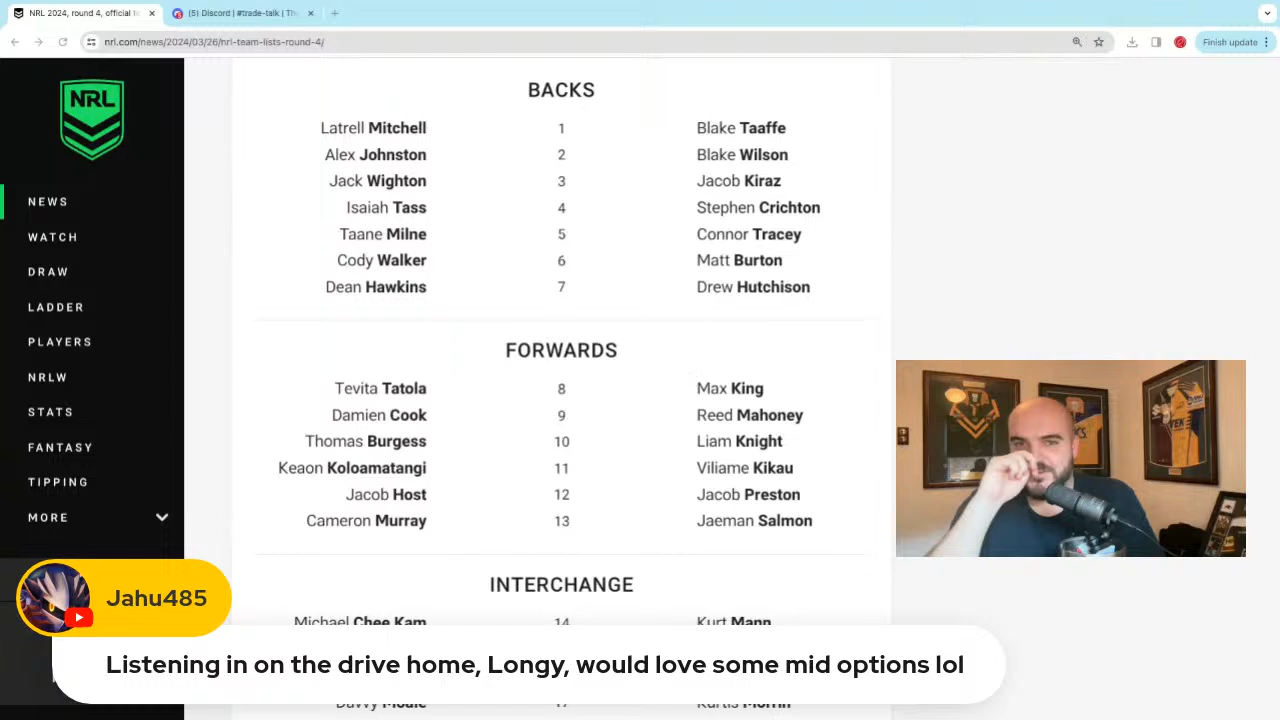 NRL 2024, round 4, official t
(5) Discord | #trade-talk | Th
nrl.com/news/2024/03/26/nrl-team-lists-round-4/
Finish update
NRL
NEWS
WATCH
DRAW
LADDER
PLAYERS
NRLW
STATS
FANTASY
TIPPING
MORE
BACKS
Latrell Mitchell 1 Blake Taaffe
Alex Johnston 2 Blake Wilson
Jack Wighton 3 Jacob Kiraz
Isaiah Tass 4 Stephen Crichton
Taane Milne 5 Connor Tracey
Cody Walker 6 Matt Burton
Dean Hawkins 7 Drew Hutchison
FORWARDS
Tevita Tatola 8 Max King
Damien Cook 9 Reed Mahoney
Thomas Burgess 10 Liam Knight
Keaon Koloamatangi 11 Viliame Kikau
Jacob Host 12 Jacob Preston
Cameron Murray 13 Jaeman Salmon
INTERCHANGE
Michael Chee Kam 14 Kurt Mann
Davvy Moale 17 Kurtis Morrin
Jahu485
Listening in on the drive home, Longy, would love some mid options lol